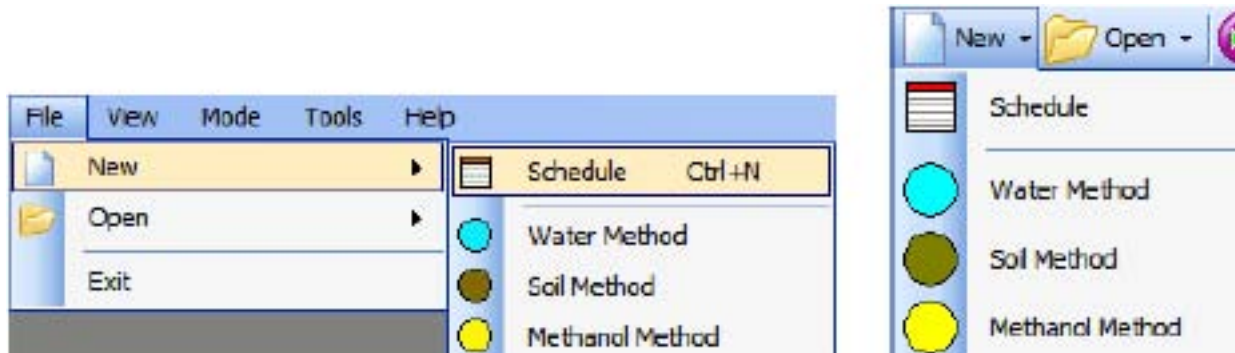 File View Mode Tools Help
New
Open
Exit
Schedule Ctrl+N
Water Method
Soil Method
Methanol Method
New Open
Schedule
Water Method
Soil Method
Methanol Method